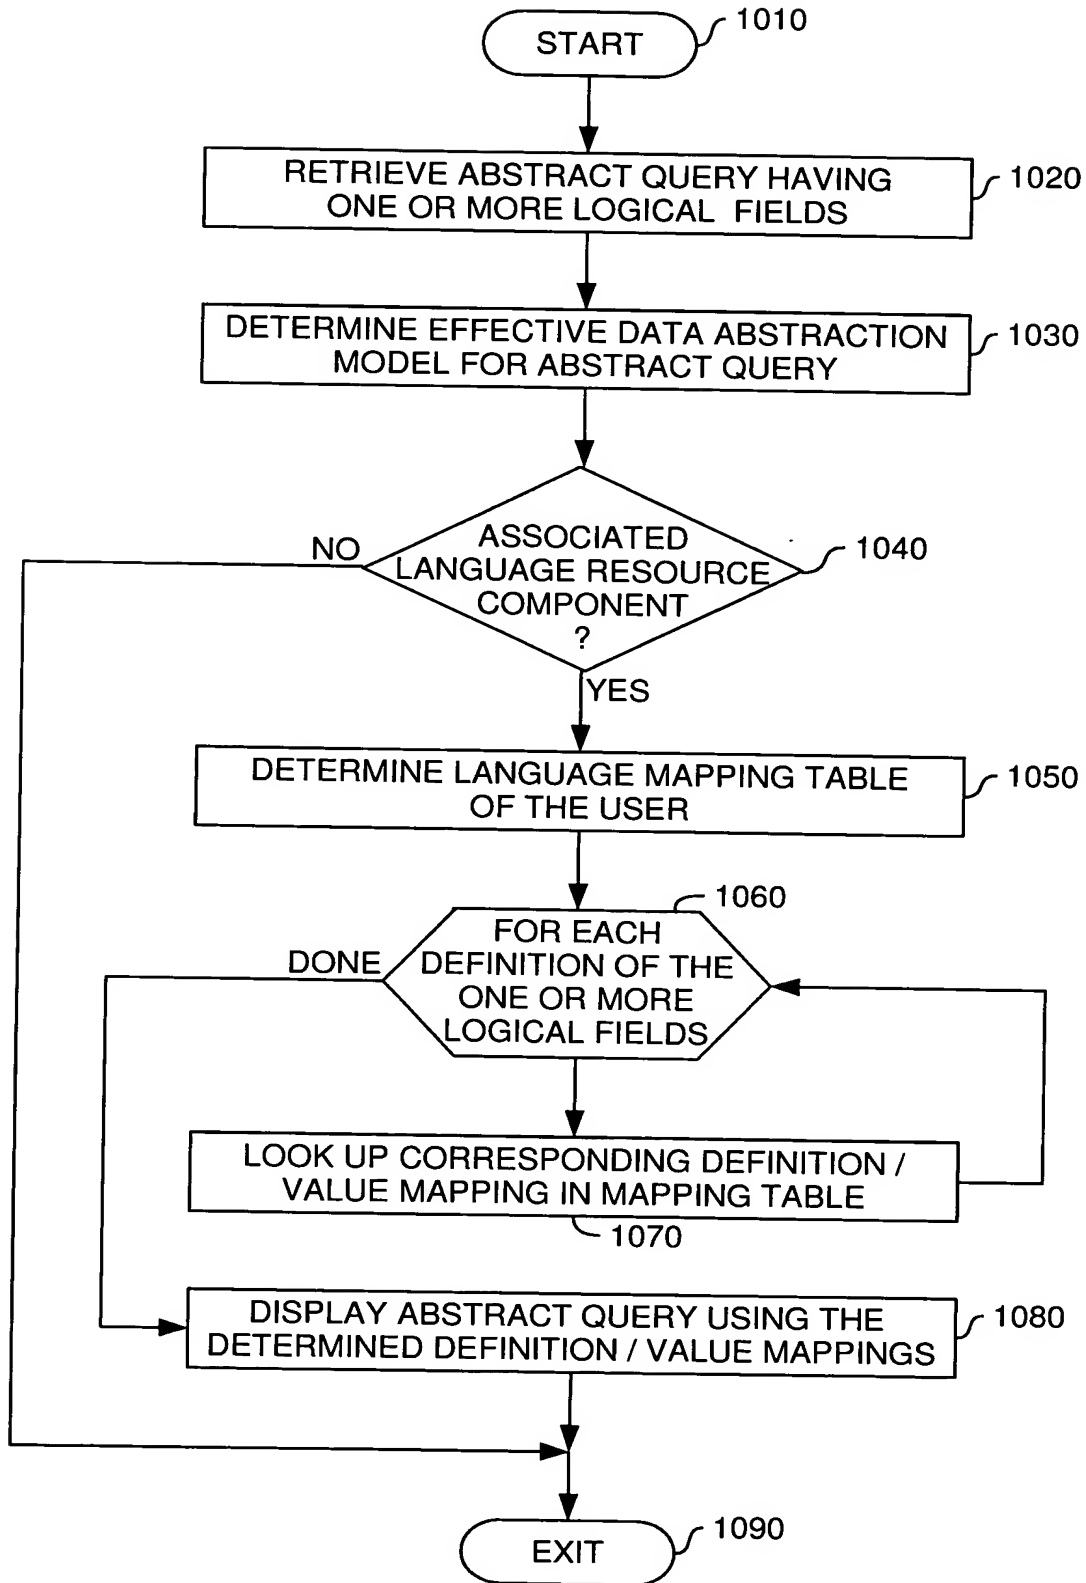 START
1010
RETRIEVE ABSTRACT QUERY HAVING
ONE OR MORE LOGICAL FIELDS
1020
DETERMINE EFFECTIVE DATA ABSTRACTION
MODEL FOR ABSTRACT QUERY
1030
ASSOCIATED
LANGUAGE RESOURCE
COMPONENT
?
1040
NO
YES
DETERMINE LANGUAGE MAPPING TABLE
OF THE USER
1050
1060
FOR EACH
DEFINITION OF THE
ONE OR MORE
LOGICAL FIELDS
DONE
LOOK UP CORRESPONDING DEFINITION /
VALUE MAPPING IN MAPPING TABLE
1070
DISPLAY ABSTRACT QUERY USING THE
DETERMINED DEFINITION / VALUE MAPPINGS
1080
EXIT
1090